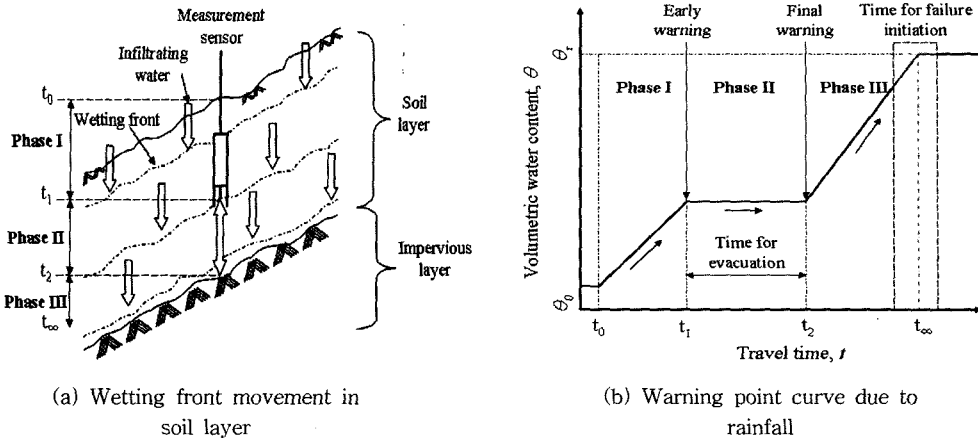 Measurement
sensor
Infiltrating
water
t₀
Wetting front
Phase I
Soil
layer
t₁
Phase II
Impervious
layer
t₂
Phase III
t∞
(a) Wetting front movement in
soil layer
Early
warning
Final
warning
Time for failure
initiation
θr
Phase I
Phase II
Phase III
Volumetric water content, θ
Time for
evacuation
θ₀
t₀
t₁
t₂
t∞
Travel time, t
(b) Warning point curve due to
rainfall